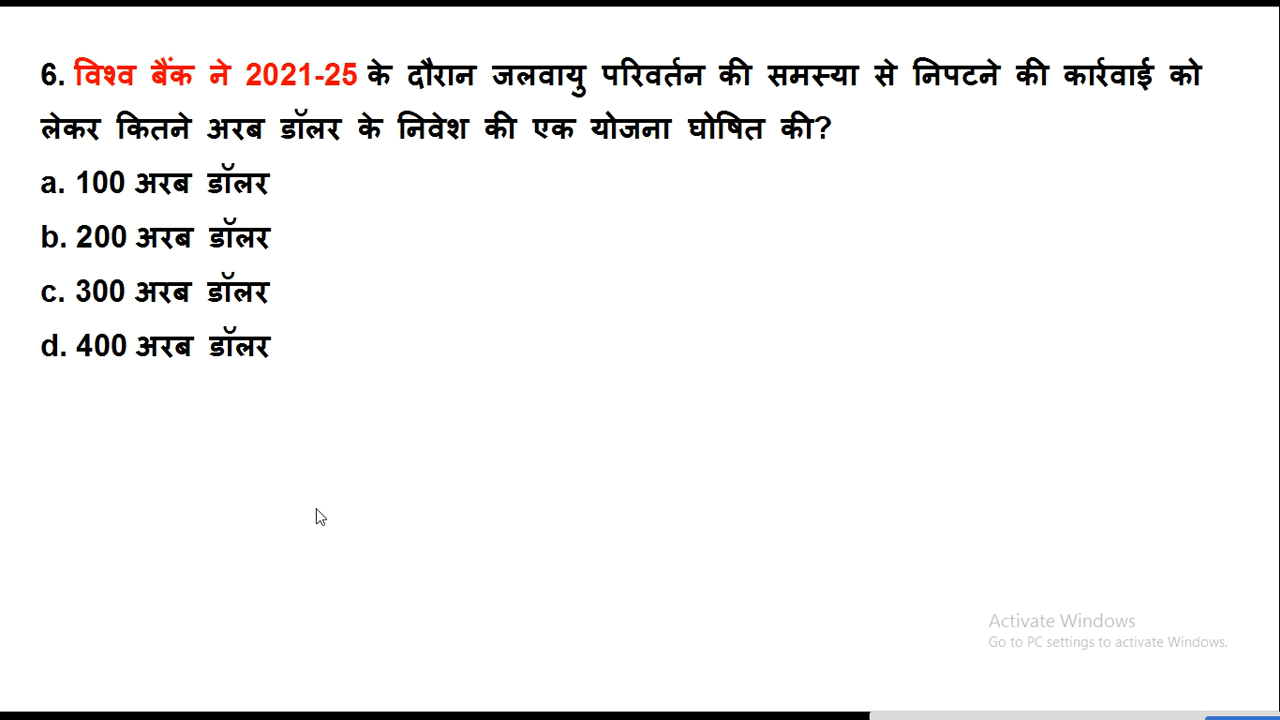 6. विश्व बैंक ने 2021-25 के दौरान जलवायु परिवर्तन की समस्या से निपटने की कार्रवाई को
लेकर कितने अरब डॉलर के निवेश की एक योजना घोषित की?
a. 100 अरब डॉलर
b. 200 अरब डॉलर
c. 300 अरब डॉलर
d. 400 अरब डॉलर
Activate Windows
Go to PC settings to activate Windows.